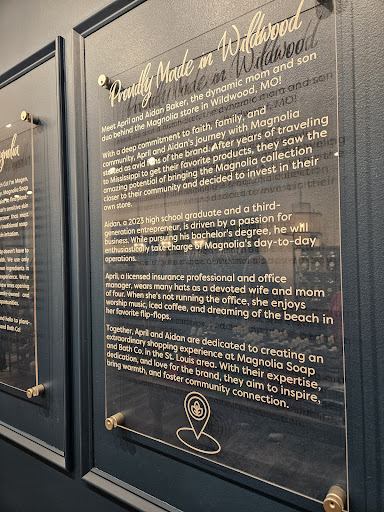 Proudly Made in Wildwood
Meet April and Aidan Baker, the dynamic mom and son
duo behind the Magnolia store in Wildwood, MO!
With a deep commitment to faith, family, and
community, April and Aidan's journey with Magnolia
started as avid fans of the brand. After years of traveling
to Mississippi to get their favorite products, they saw the
amazing potential of bringing the Magnolia collection
closer to their community and decided to invest in their
own store.
Aidan, a 2023 high school graduate and a third-
generation entrepreneur, is driven by a passion for
business. While pursuing his bachelor's degree, he will
enthusiastically take charge of Magnolia's day-to-day
operations.
April, a licensed insurance professional and office
manager, wears many hats as a devoted wife and mom
of four. When she's not running the office, she enjoys
worship music, iced coffee, and dreaming of the beach in
her favorite flip-flops.
Together, April and Aidan are dedicated to creating an
extraordinary shopping experience at Magnolia Soap
and Bath Co. in the St. Louis area. With their expertise,
dedication, and love for the brand, they aim to inspire,
bring warmth, and foster community connection.